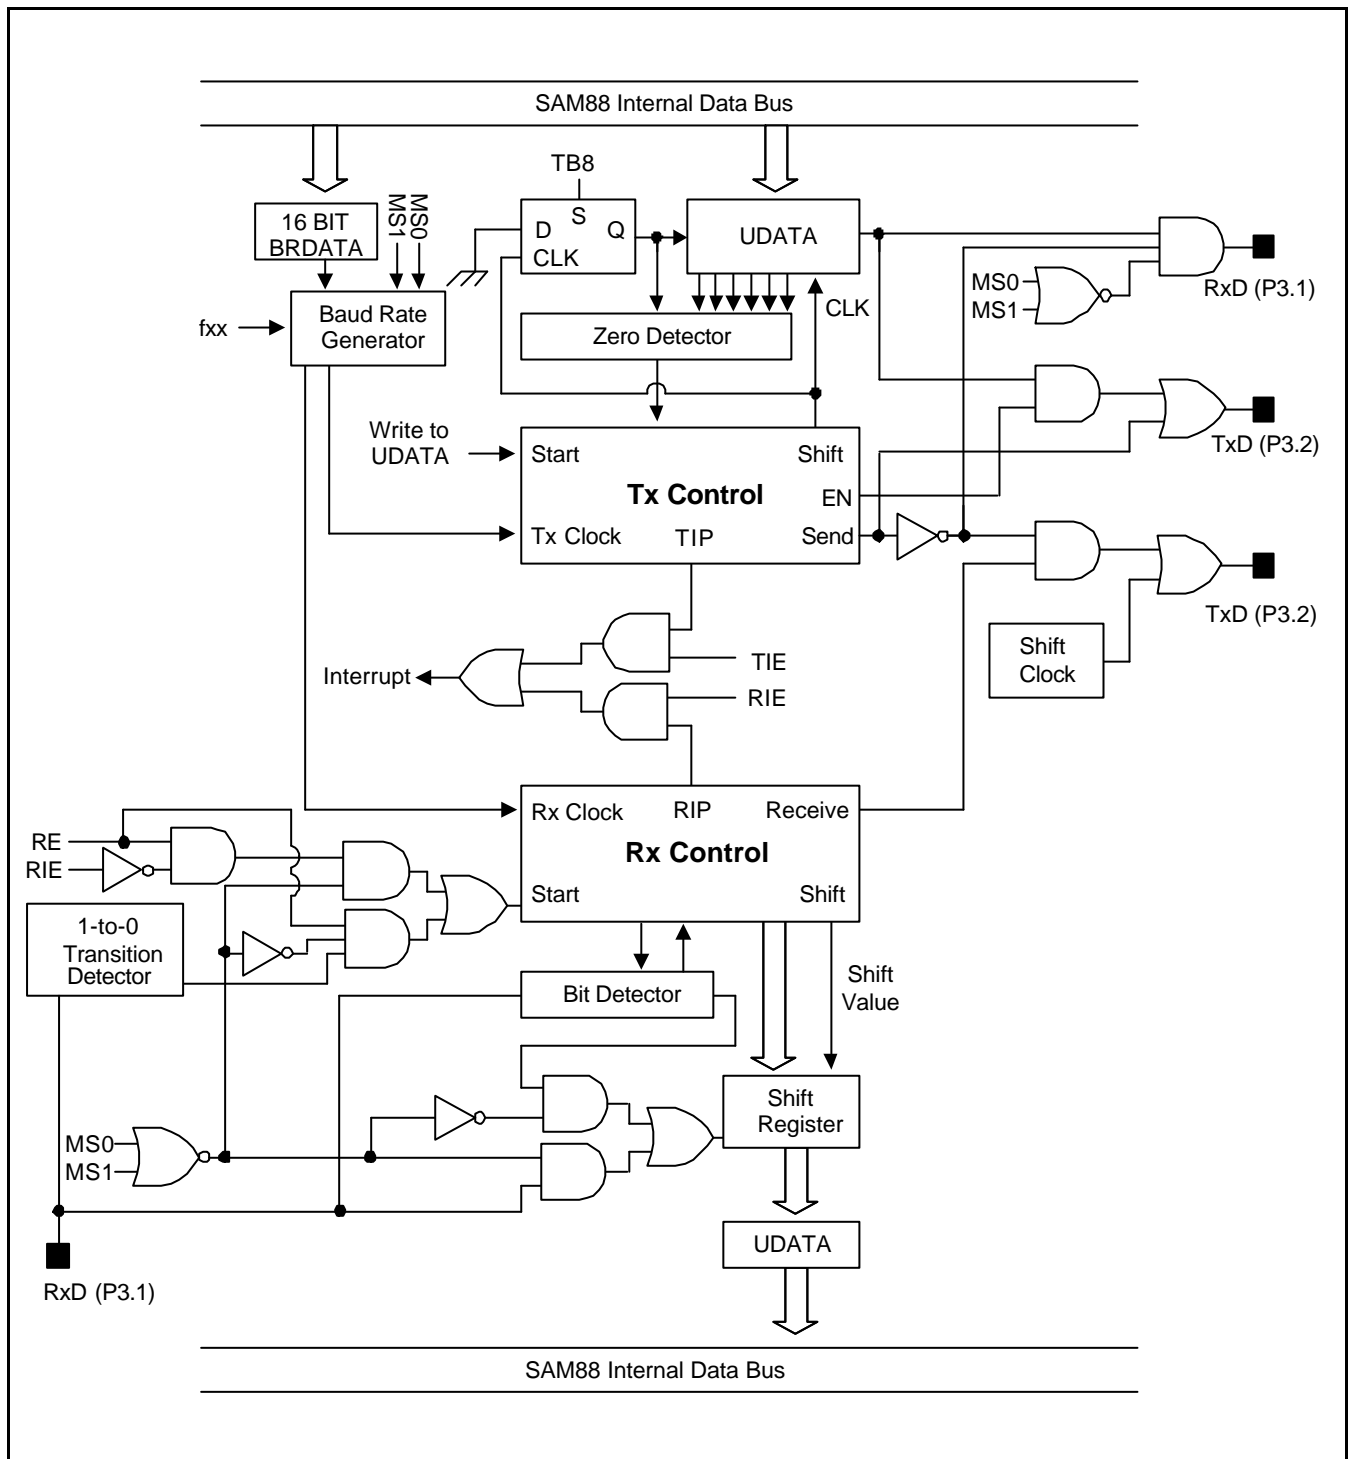 SAM88 Internal Data Bus
TB8
16 BIT
BRDATA
MS1
MS0
S
D
Q
CLK
UDATA
MS0
MS1
RxD (P3.1)
CLK
fxx
Baud Rate
Generator
Zero Detector
Write to
UDATA
Start
Shift
Tx Control
EN
Tx Clock
TIP
Send
TxD (P3.2)
TxD (P3.2)
Shift
Clock
Interrupt
TIE
RIE
Rx Clock
RIP
Receive
Rx Control
Start
Shift
RE
RIE
1-to-0
Transition
Detector
Bit Detector
Shift
Value
Shift
Register
MS0
MS1
UDATA
RxD (P3.1)
SAM88 Internal Data Bus